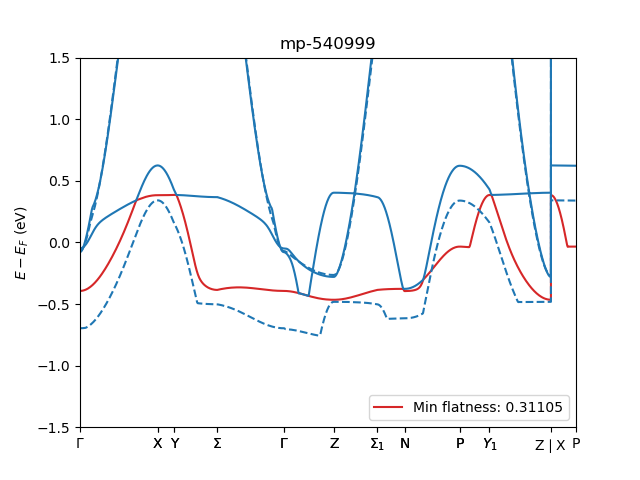 mp-540999
E − E_F (eV)
1.5
1.0
0.5
0.0
−0.5
−1.0
−1.5
Min flatness: 0.31105
Γ X Y Σ Γ Z Σ₁ N P Y₁ Z | X P